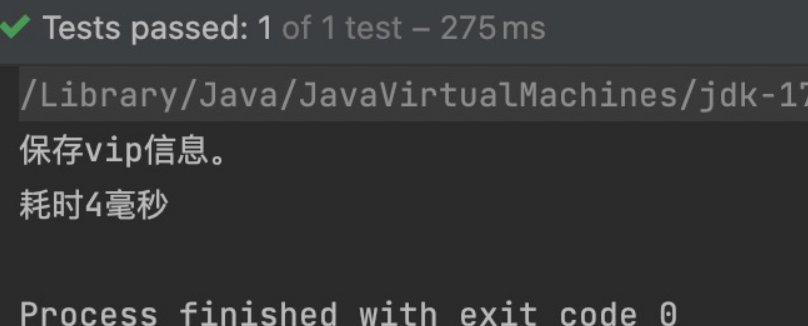 Tests passed: 1 of 1 test – 275 ms
/Library/Java/JavaVirtualMachines/jdk-17
保存vip信息。
耗时4毫秒
Process finished with exit code 0